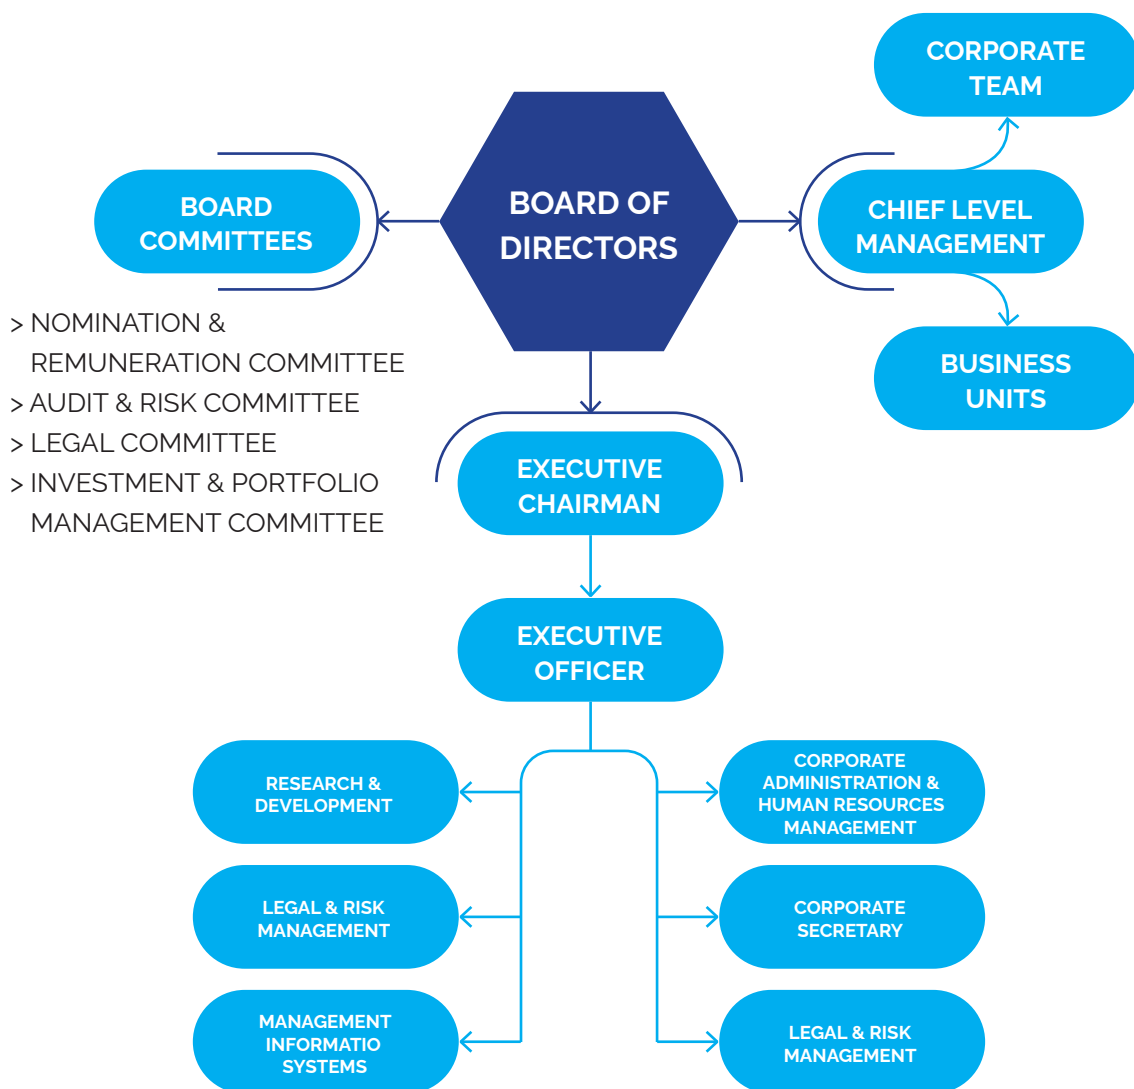 CORPORATE
TEAM
BOARD OF
DIRECTORS
BOARD
COMMITTEES
CHIEF LEVEL
MANAGEMENT
> NOMINATION &
REMUNERATION COMMITTEE
> AUDIT & RISK COMMITTEE
> LEGAL COMMITTEE
> INVESTMENT & PORTFOLIO
MANAGEMENT COMMITTEE
BUSINESS
UNITS
EXECUTIVE
CHAIRMAN
EXECUTIVE
OFFICER
RESEARCH &
DEVELOPMENT
CORPORATE
ADMINISTRATION &
HUMAN RESOURCES
MANAGEMENT
LEGAL & RISK
MANAGEMENT
CORPORATE
SECRETARY
MANAGEMENT
INFORMATIO
SYSTEMS
LEGAL & RISK
MANAGEMENT